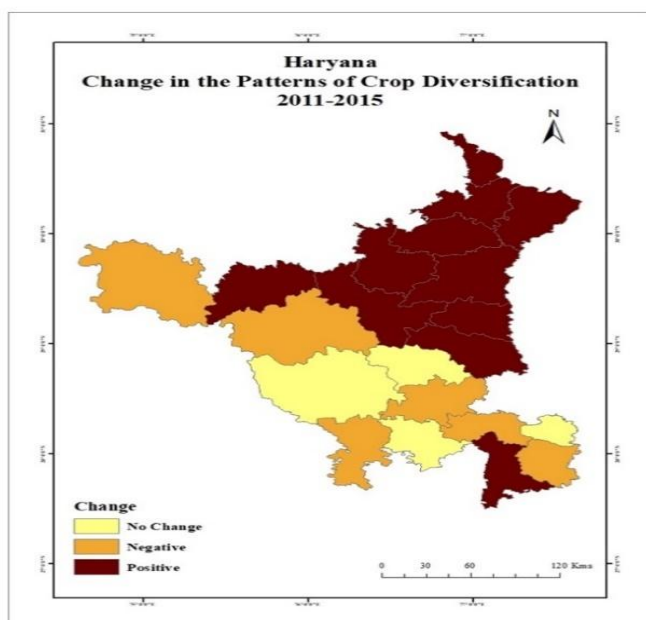 Haryana
Change in the Patterns of Crop Diversification
2011-2015
N
Change
No Change
Negative
Positive
0 30 60 120 Kms